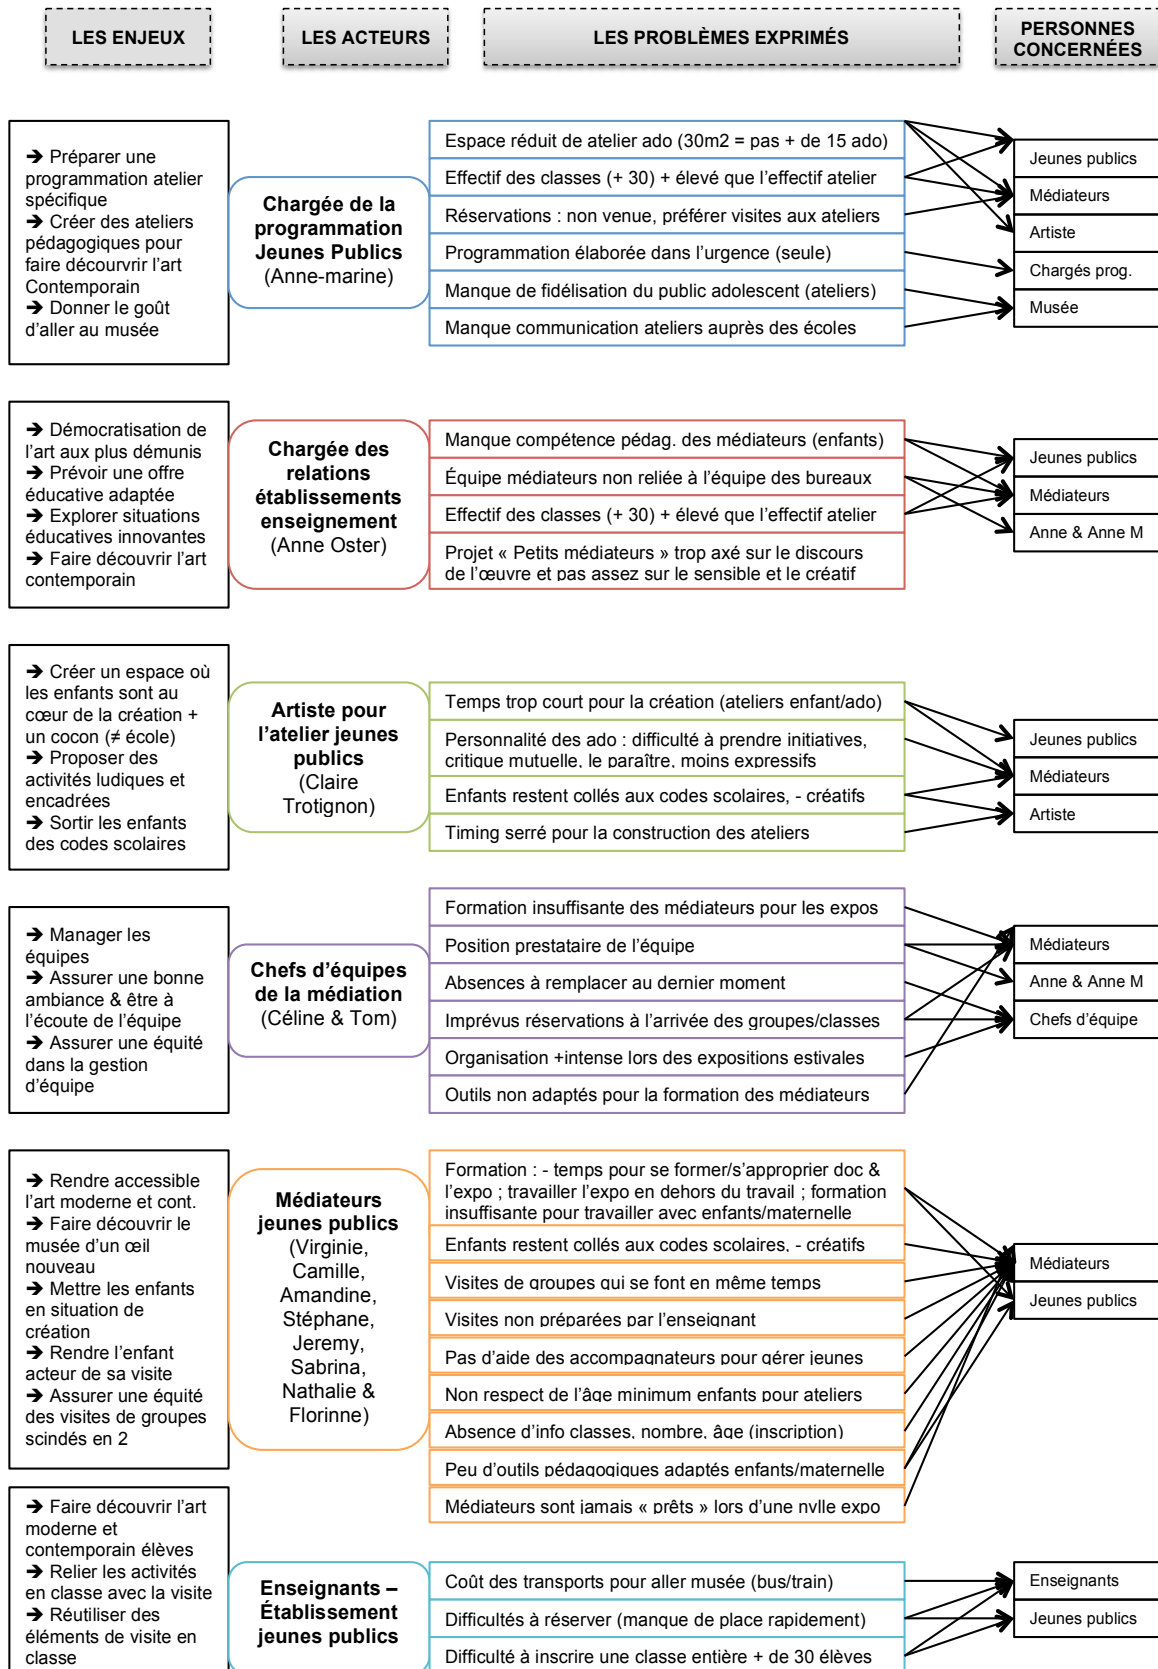 LES ENJEUX
LES ACTEURS
LES PROBLÈMES EXPRIMÉS
PERSONNES
CONCERNÉES
➔ Préparer une
programmation atelier
spécifique
➔ Créer des ateliers
pédagogiques pour
faire décourvrir l’art
Contemporain
➔ Donner le goût
d’aller au musée
Chargée de la
programmation
Jeunes Publics
(Anne-marine)
Espace réduit de atelier ado (30m2 = pas + de 15 ado)
Effectif des classes (+ 30) + élevé que l’effectif atelier
Réservations : non venue, préférer visites aux ateliers
Programmation élaborée dans l’urgence (seule)
Manque de fidélisation du public adolescent (ateliers)
Manque communication ateliers auprès des écoles
Jeunes publics
Médiateurs
Artiste
Chargés prog.
Musée
➔ Démocratisation de
l’art aux plus démunis
➔ Prévoir une offre
éducative adaptée
➔ Explorer situations
éducatives innovantes
➔ Faire découvrir l’art
contemporain
Chargée des
relations
établissements
enseignement
(Anne Oster)
Manque compétence pédag. des médiateurs (enfants)
Équipe médiateurs non reliée à l’équipe des bureaux
Effectif des classes (+ 30) + élevé que l’effectif atelier
Projet « Petits médiateurs » trop axé sur le discours
de l’œuvre et pas assez sur le sensible et le créatif
Jeunes publics
Médiateurs
Anne & Anne M
➔ Créer un espace où
les enfants sont au
cœur de la création +
un cocon (≠ école)
➔ Proposer des
activités ludiques et
encadrées
➔ Sortir les enfants
des codes scolaires
Artiste pour
l’atelier jeunes
publics
(Claire
Trotignon)
Temps trop court pour la création (ateliers enfant/ado)
Personnalité des ado : difficulté à prendre initiatives,
critique mutuelle, le paraître, moins expressifs
Enfants restent collés aux codes scolaires, - créatifs
Timing serré pour la construction des ateliers
Jeunes publics
Médiateurs
Artiste
➔ Manager les
équipes
➔ Assurer une bonne
ambiance & être à
l’écoute de l’équipe
➔ Assurer une équité
dans la gestion
d’équipe
Chefs d’équipes
de la médiation
(Céline & Tom)
Formation insuffisante des médiateurs pour les expos
Position prestataire de l’équipe
Absences à remplacer au dernier moment
Imprévus réservations à l’arrivée des groupes/classes
Organisation +intense lors des expositions estivales
Outils non adaptés pour la formation des médiateurs
Médiateurs
Anne & Anne M
Chefs d’équipe
➔ Rendre accessible
l’art moderne et cont.
➔ Faire découvrir le
musée d’un œil
nouveau
➔ Mettre les enfants
en situation de
création
➔ Rendre l’enfant
acteur de sa visite
➔ Assurer une équité
des visites de groupes
scindés en 2
Médiateurs
jeunes publics
(Virginie,
Camille,
Amandine,
Stéphane,
Jeremy,
Sabrina,
Nathalie &
Florinne)
Formation : - temps pour se former/s’approprier doc &
l’expo ; travailler l’expo en dehors du travail ; formation
insuffisante pour travailler avec enfants/maternelle
Enfants restent collés aux codes scolaires, - créatifs
Visites de groupes qui se font en même temps
Visites non préparées par l’enseignant
Pas d’aide des accompagnateurs pour gérer jeunes
Non respect de l’âge minimum enfants pour ateliers
Absence d’info classes, nombre, âge (inscription)
Peu d’outils pédagogiques adaptés enfants/maternelle
Médiateurs sont jamais « prêts » lors d’une nvlle expo
Médiateurs
Jeunes publics
➔ Faire découvrir l’art
moderne et
contemporain élèves
➔ Relier les activités
en classe avec la visite
➔ Réutiliser des
éléments de visite en
classe
Enseignants –
Établissement
jeunes publics
Coût des transports pour aller musée (bus/train)
Difficultés à réserver (manque de place rapidement)
Difficulté à inscrire une classe entière + de 30 élèves
Enseignants
Jeunes publics